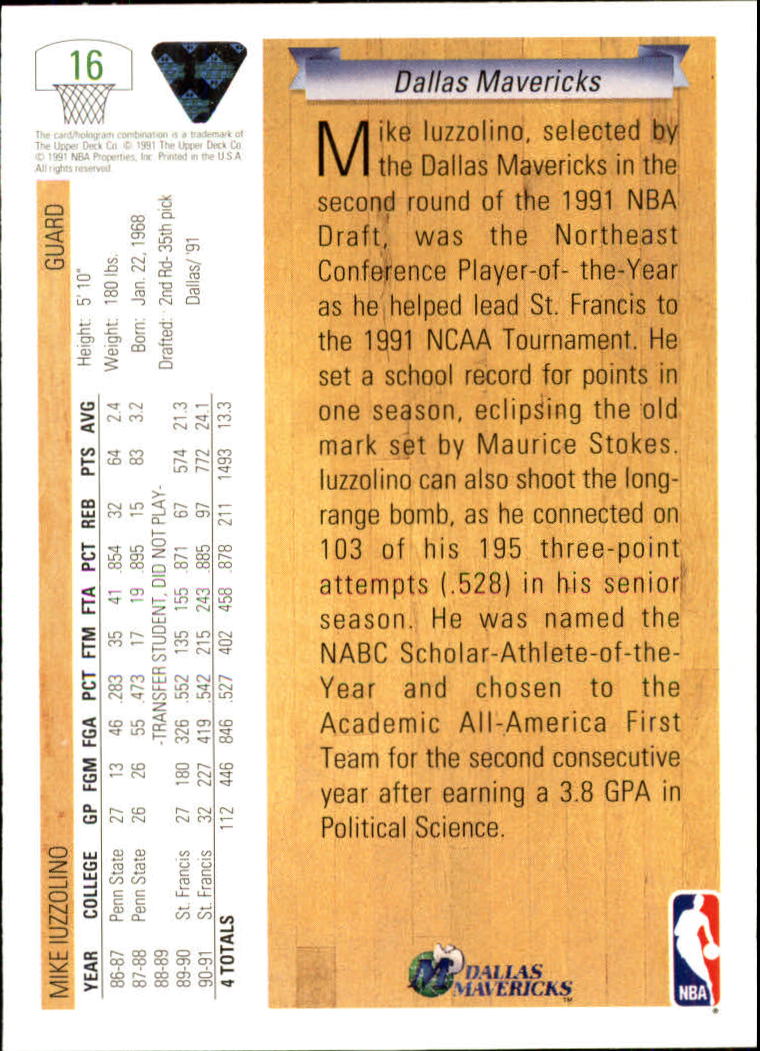 16
The card/hologram combination is a trademark of
The Upper Deck Co. © 1991 The Upper Deck Co.
© 1991 NBA Properties, Inc. Printed in the U.S.A.
All rights reserved.
MIKE IUZZOLINO GUARD
Height: 5' 10"
Weight: 180 lbs.
Born: Jan. 22, 1968
Drafted: 2nd Rd- 35th pick
Dallas/ '91
YEAR COLLEGE GP FGM FGA PCT FTM FTA PCT REB PTS AVG
86-87 Penn State 27 13 46 .283 35 41 .854 32 64 2.4
87-88 Penn State 26 26 55 .473 17 19 .895 15 83 3.2
88-89 -TRANSFER STUDENT, DID NOT PLAY-
89-90 St. Francis 27 180 326 .552 135 155 .871 67 574 21.3
90-91 St. Francis 32 227 419 .542 215 243 .885 97 772 24.1
4 TOTALS 112 446 846 .527 402 458 .878 211 1493 13.3
Dallas Mavericks
Mike Iuzzolino, selected by
the Dallas Mavericks in the
second round of the 1991 NBA
Draft, was the Northeast
Conference Player-of- the-Year
as he helped lead St. Francis to
the 1991 NCAA Tournament. He
set a school record for points in
one season, eclipsing the old
mark set by Maurice Stokes.
Iuzzolino can also shoot the long-
range bomb, as he connected on
103 of his 195 three-point
attempts (.528) in his senior
season. He was named the
NABC Scholar-Athlete-of-the-
Year and chosen to the
Academic All-America First
Team for the second consecutive
year after earning a 3.8 GPA in
Political Science.
M DALLAS
MAVERICKS™
NBA®